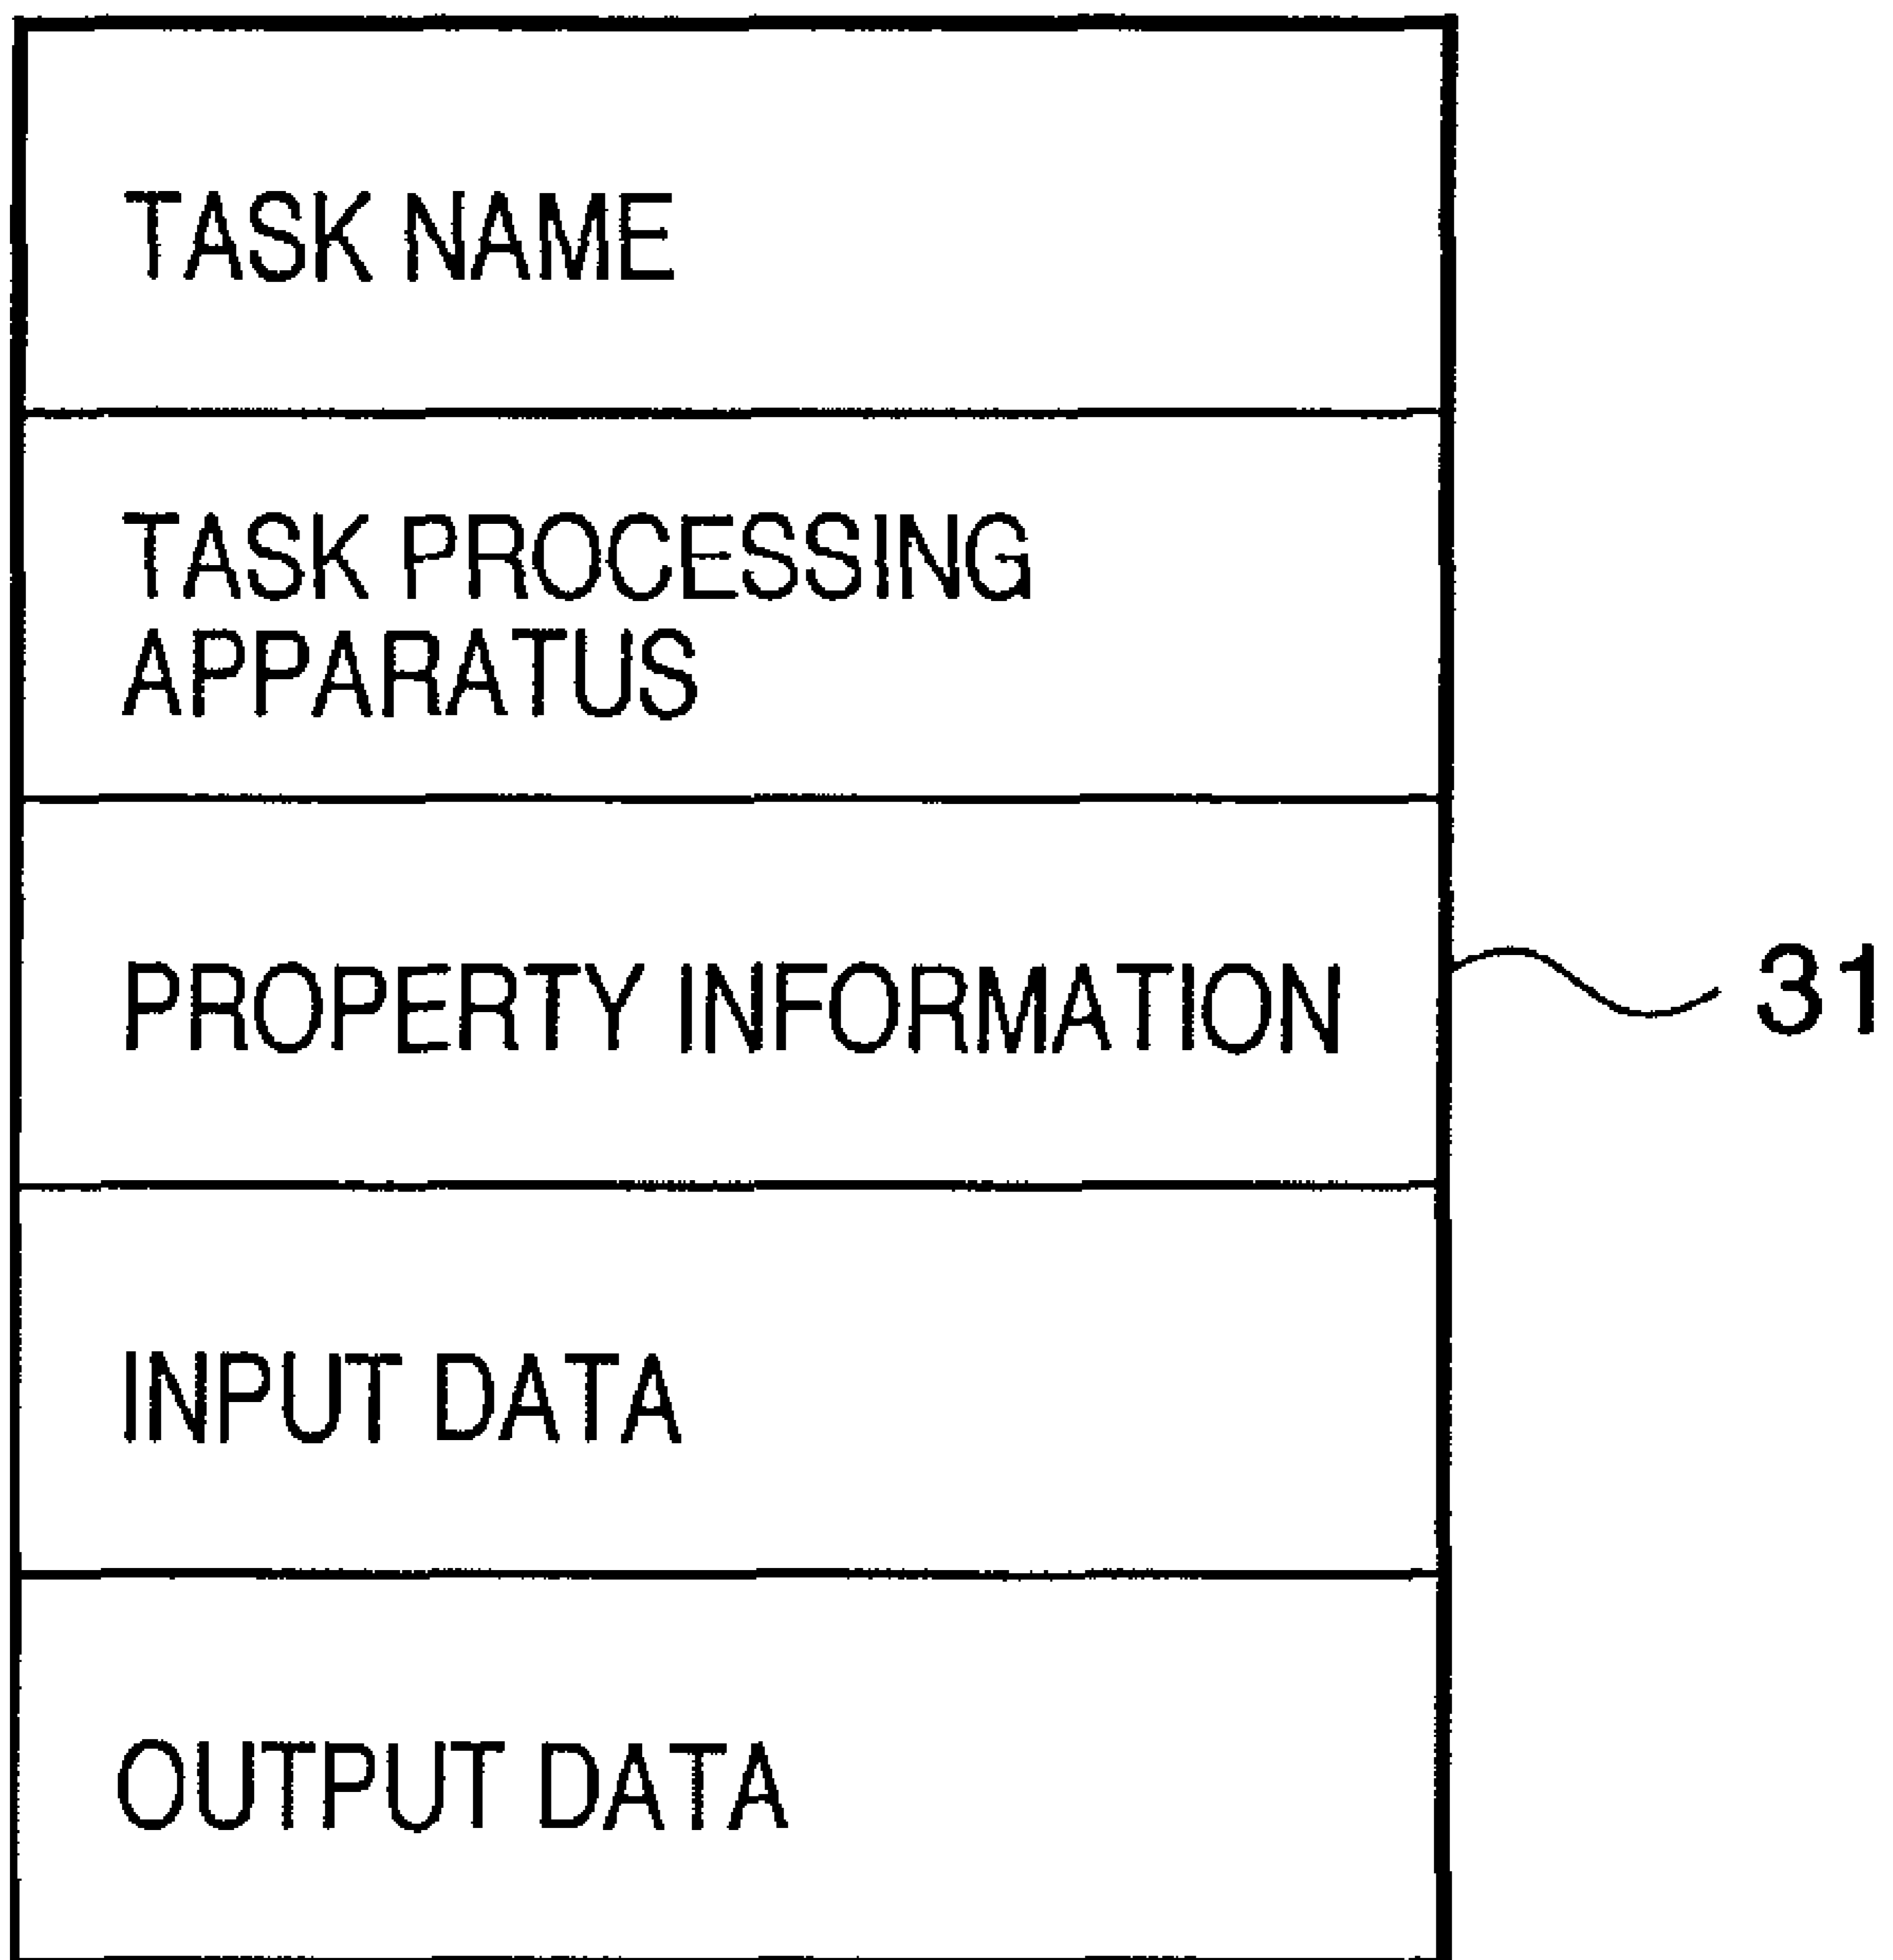 TASK NAME
TASK PROCESSING
APPARATUS
PROPERTY INFORMATION
31
INPUT DATA
OUTPUT DATA